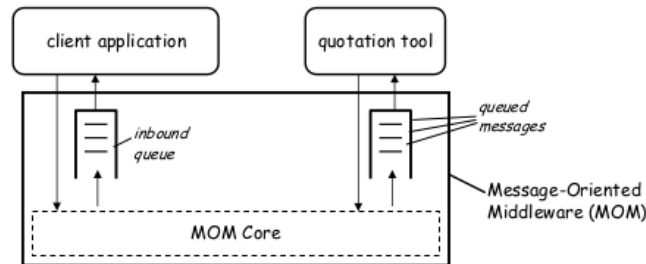 client application
quotation tool
inbound
queue
queued
messages
Message-Oriented
Middleware (MOM)
MOM Core